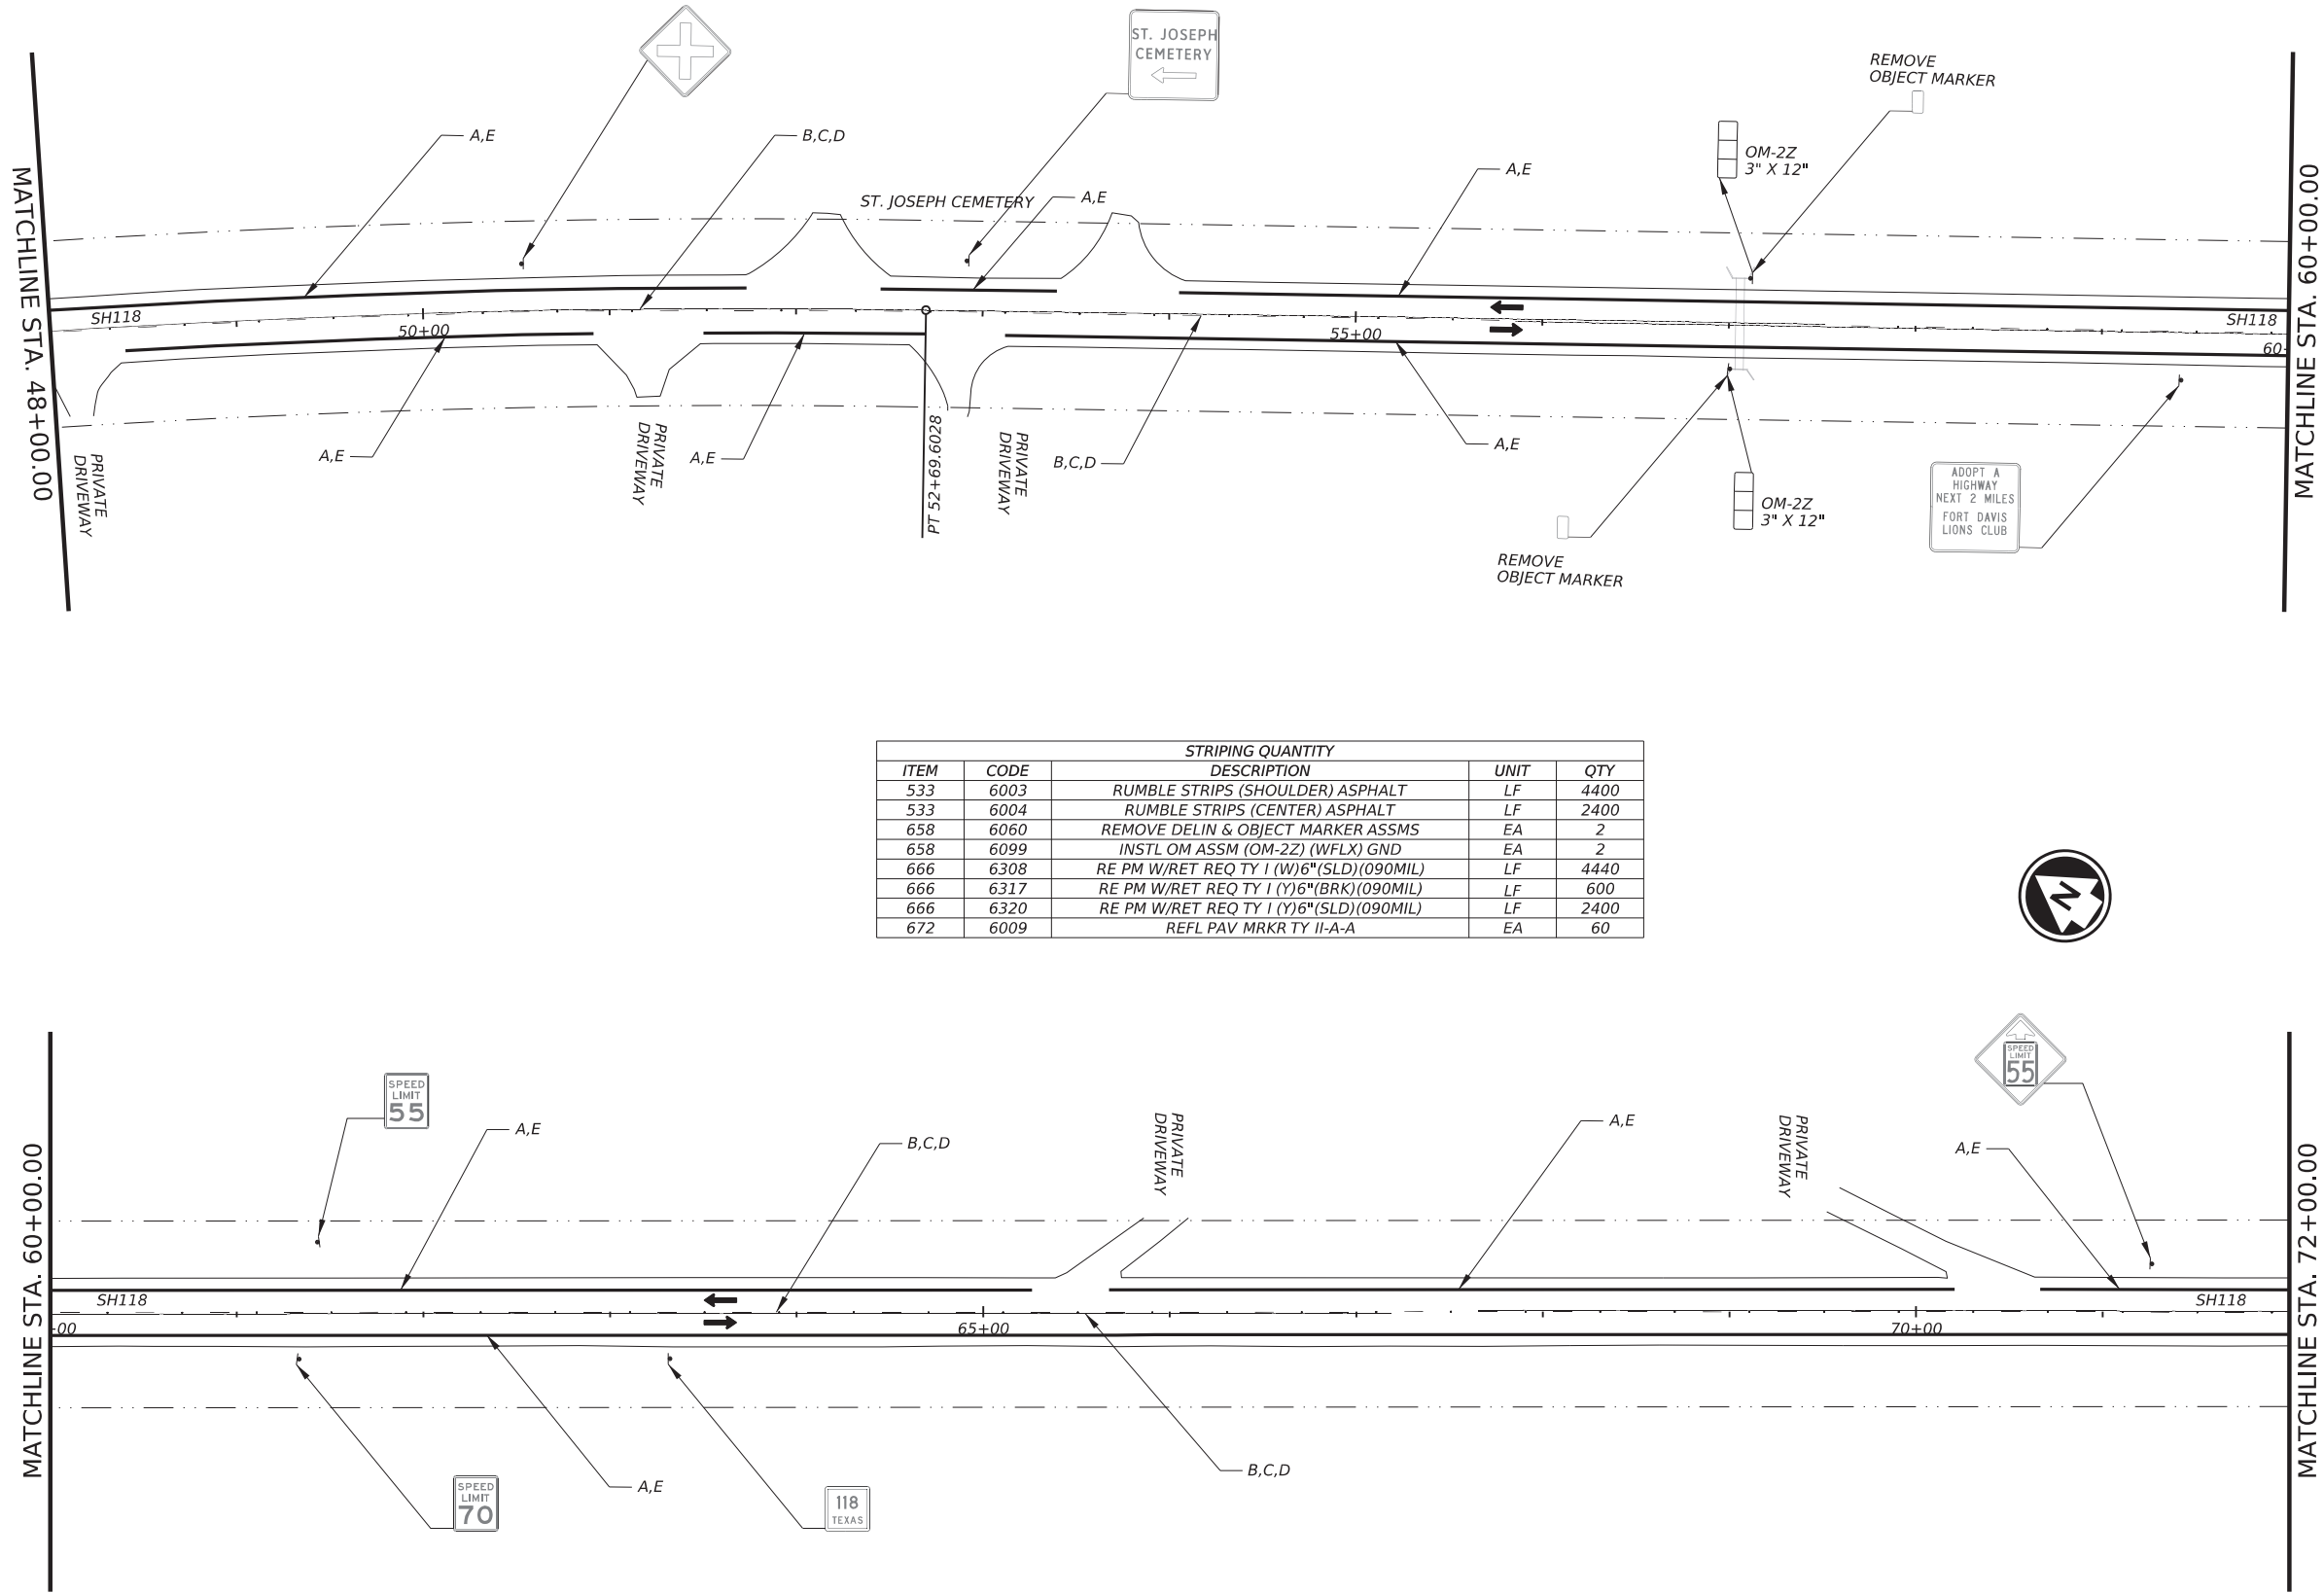 ST. JOSEPH
CEMETERY
REMOVE
OBJECT MARKER
A,E
B,C,D
OM-2Z
3" X 12"
A,E
ST. JOSEPH CEMETERY
A,E
MATCHLINE STA. 48+00.00
MATCHLINE STA. 60+00.00
SH118
50+00
55+00
SH118
60-
A,E
PRIVATE
DRIVEWAY
PRIVATE
DRIVEWAY
A,E
PT 52+69.6028
PRIVATE
DRIVEWAY
B,C,D
A,E
ADOPT A
HIGHWAY
NEXT 2 MILES
FORT DAVIS
LIONS CLUB
OM-2Z
3" X 12"
REMOVE
OBJECT MARKER
STRIPING QUANTITY
ITEM CODE DESCRIPTION UNIT QTY
533 6003 RUMBLE STRIPS (SHOULDER) ASPHALT LF 4400
533 6004 RUMBLE STRIPS (CENTER) ASPHALT LF 2400
658 6060 REMOVE DELIN & OBJECT MARKER ASSMS EA 2
658 6099 INSTL OM ASSM (OM-2Z) (WFLX) GND EA 2
666 6308 RE PM W/RET REQ TY I (W)6"(SLD)(090MIL) LF 4440
666 6317 RE PM W/RET REQ TY I (Y)6"(BRK)(090MIL) LF 600
666 6320 RE PM W/RET REQ TY I (Y)6"(SLD)(090MIL) LF 2400
672 6009 REFL PAV MRKR TY II-A-A EA 60
N
SPEED
LIMIT
55
SPEED
LIMIT
55
A,E
B,C,D
PRIVATE
DRIVEWAY
A,E
PRIVATE
DRIVEWAY
A,E
MATCHLINE STA. 60+00.00
MATCHLINE STA. 72+00.00
SH118
SH118
-00
65+00
70+00
B,C,D
A,E
SPEED
LIMIT
70
118
TEXAS